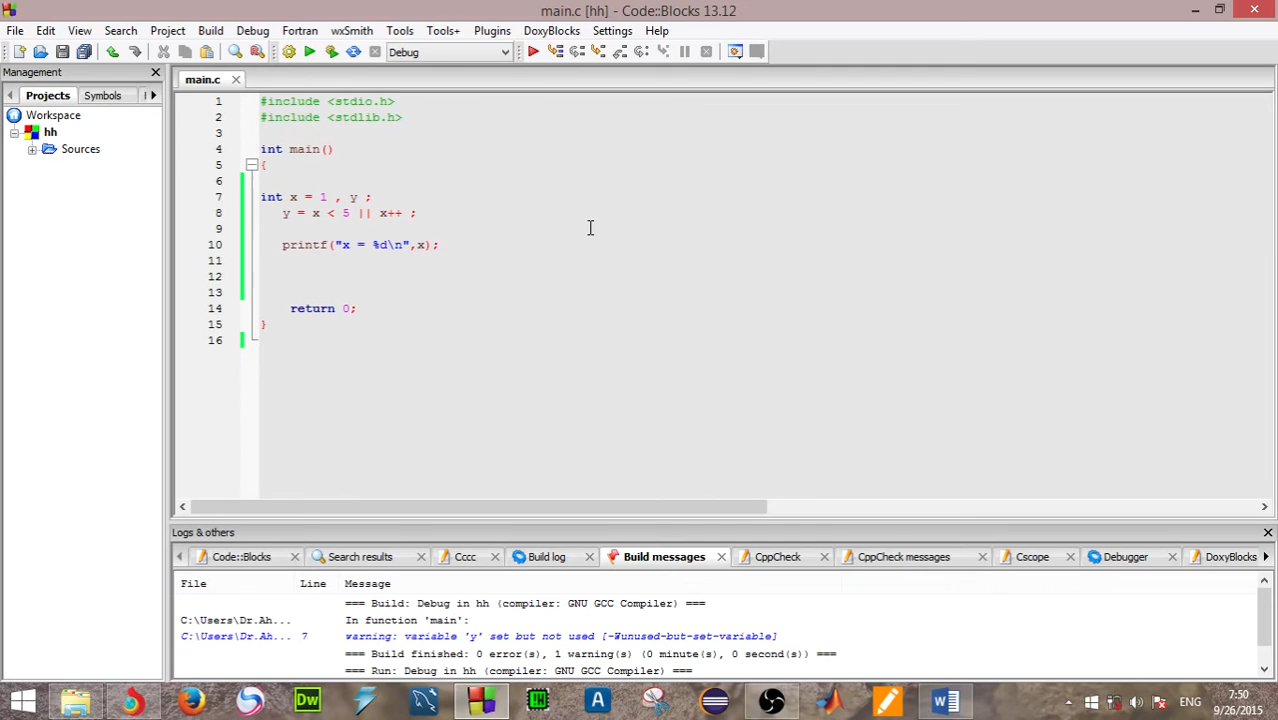 main.c [hh] - Code::Blocks 13.12
File Edit View Search Project Build Debug Fortran wxSmith Tools Tools+ Plugins DoxyBlocks Settings Help
Debug
Management
Projects Symbols
Workspace
hh
Sources
main.c
1 #include <stdio.h>
2 #include <stdlib.h>
3
4 int main()
5 {
6
7 int x = 1 , y ;
8 y = x < 5 || x++ ;
9
10 printf("x = %d\n",x);
11
12
13
14 return 0;
15 }
16
Logs & others
Code::Blocks Search results Cccc Build log Build messages CppCheck CppCheck messages Cscope Debugger DoxyBlocks
File Line Message
=== Build: Debug in hh (compiler: GNU GCC Compiler) ===
C:\Users\Dr.Ah... In function 'main':
C:\Users\Dr.Ah... 7 warning: variable 'y' set but not used [-Wunused-but-set-variable]
=== Build finished: 0 error(s), 1 warning(s) (0 minute(s), 0 second(s)) ===
=== Run: Debug in hh (compiler: GNU GCC Compiler) ===
Dw
A
W
ENG
7:50
9/26/2015